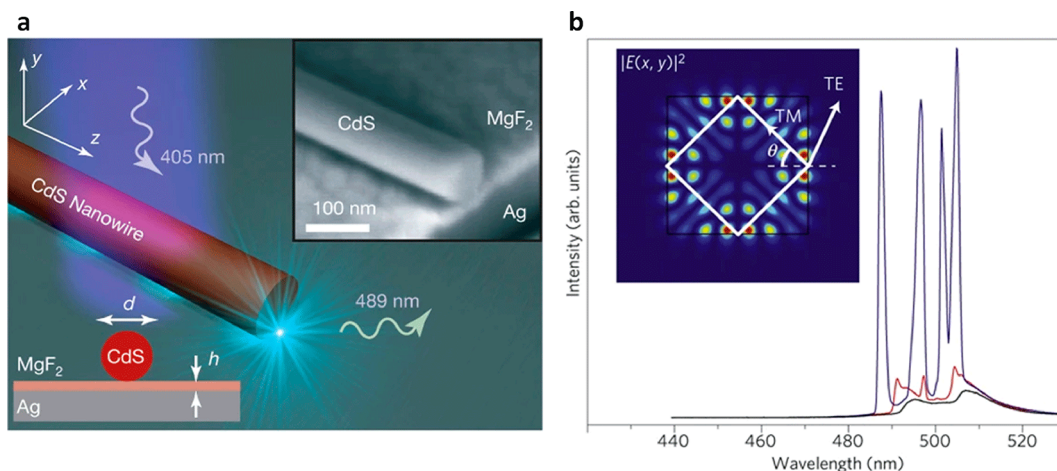 a
y
x
z
405 nm
CdS Nanowire
CdS
MgF2
Ag
100 nm
489 nm
d
CdS
h
MgF2
Ag
b
|E(x, y)|²
TE
TM
θ
Intensity (arb. units)
440 460 480 500 520
Wavelength (nm)